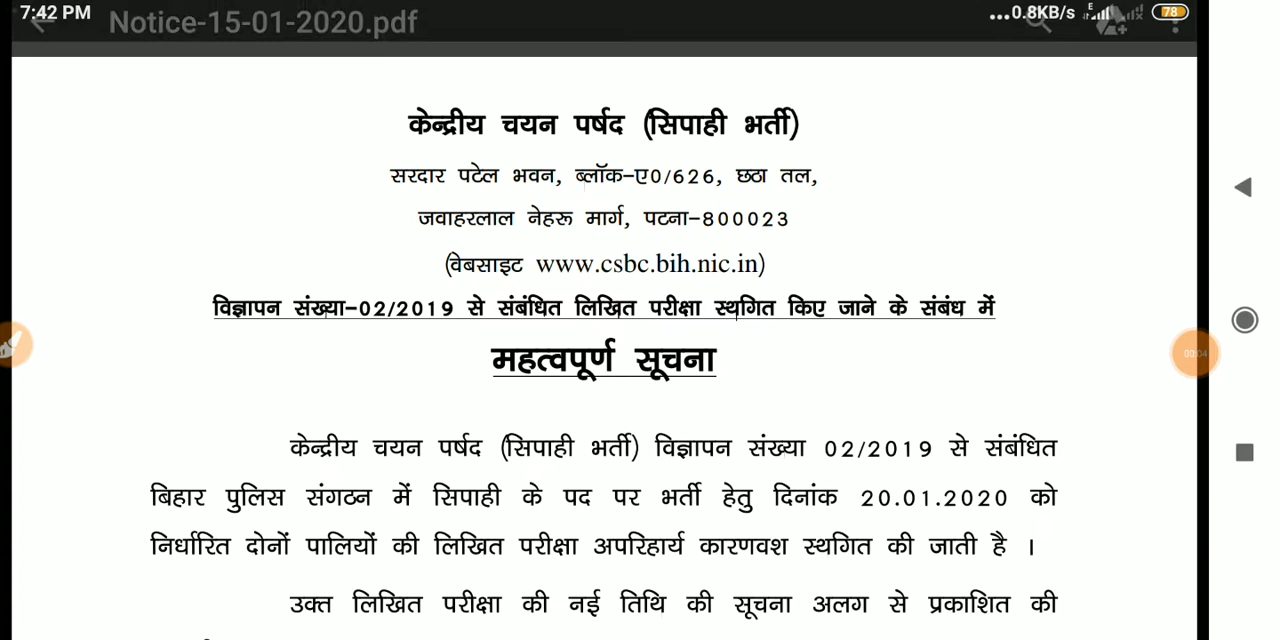 7:42 PM
...0.8KB/s
E
78
Notice-15-01-2020.pdf
केन्द्रीय चयन पर्षद (सिपाही भर्ती)
सरदार पटेल भवन, ब्लॉक-ए0/626, छठा तल,
जवाहरलाल नेहरू मार्ग, पटना-800023
(वेबसाइट www.csbc.bih.nic.in)
विज्ञापन संख्या-02/2019 से संबंधित लिखित परीक्षा स्थगित किए जाने के संबंध में
महत्वपूर्ण सूचना
00:04
केन्द्रीय चयन पर्षद (सिपाही भर्ती) विज्ञापन संख्या 02/2019 से संबंधित
बिहार पुलिस संगठन में सिपाही के पद पर भर्ती हेतु दिनांक 20.01.2020 को
निर्धारित दोनों पालियों की लिखित परीक्षा अपरिहार्य कारणवश स्थगित की जाती है ।
उक्त लिखित परीक्षा की नई तिथि की सूचना अलग से प्रकाशित की